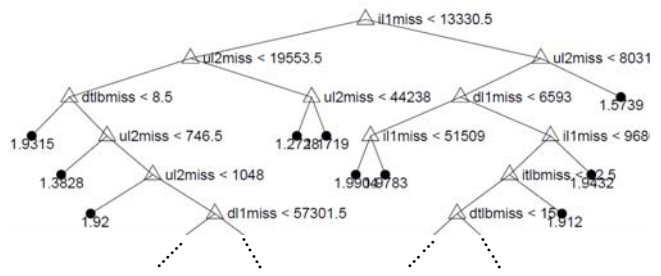 il1miss < 13330.5
ul2miss < 19553.5
ul2miss < 8031
dtlbmiss < 8.5
ul2miss < 44238
dl1miss < 6593
1.5739
1.9315
ul2miss < 746.5
il1miss < 51509
il1miss < 968
1.3828
ul2miss < 1048
1.9432
1.92
dl1miss < 57301.5
dtlbmiss < 15
1.912